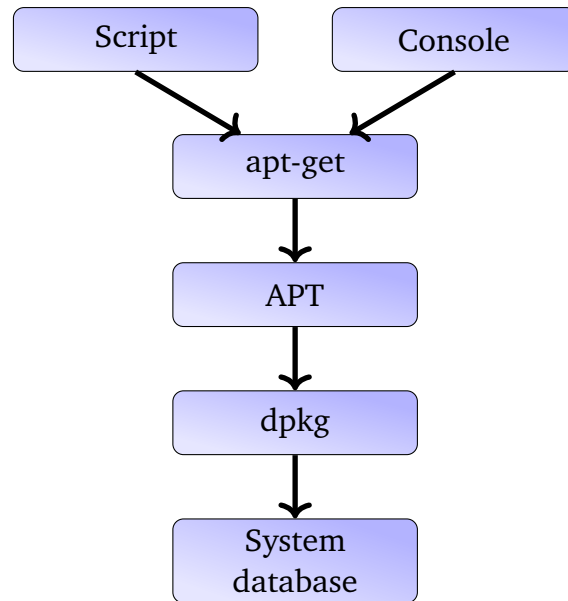 Script
Console
apt-get
APT
dpkg
System
database